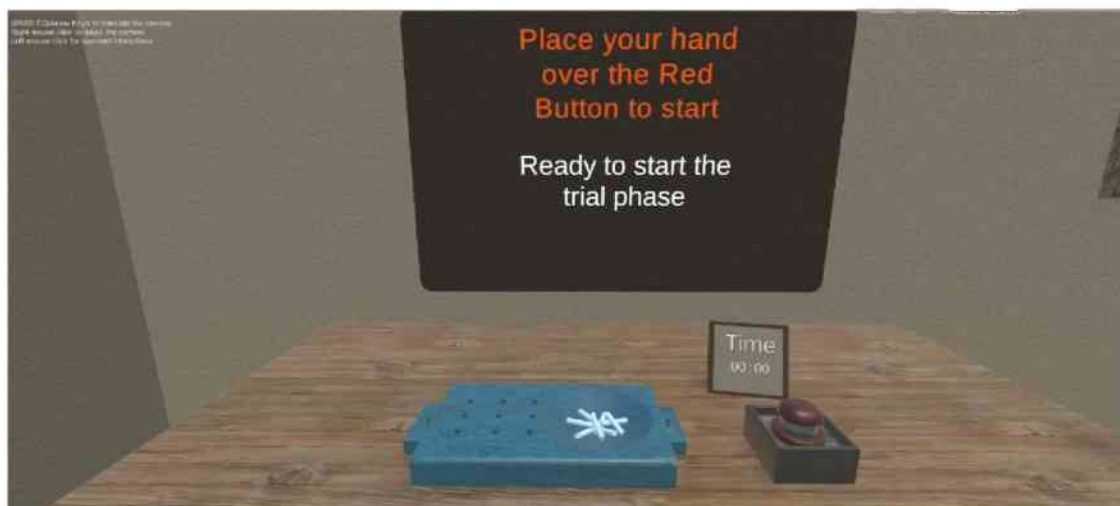 Place your hand
over the Red
Button to start
Ready to start the
trial phase
Time
00:00